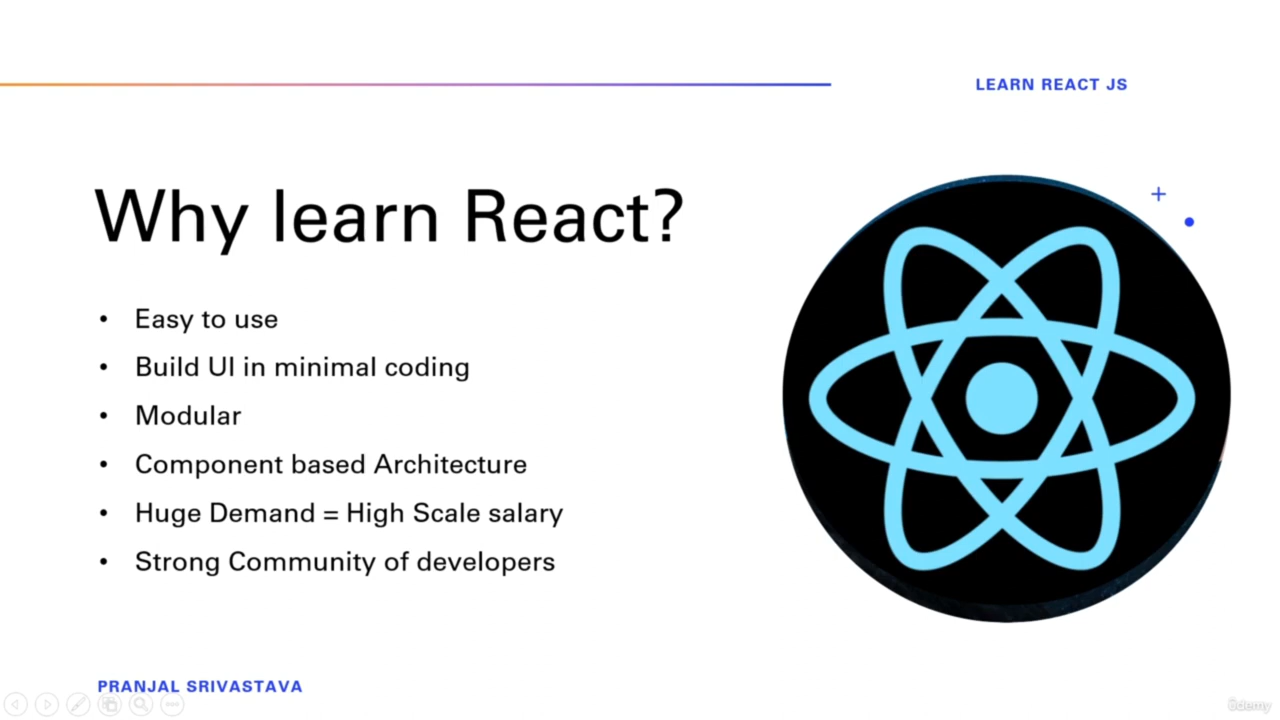 LEARN REACT JS
Why learn React?
• Easy to use
• Build UI in minimal coding
• Modular
• Component based Architecture
• Huge Demand = High Scale salary
• Strong Community of developers
PRANJAL SRIVASTAVA
ûdemy